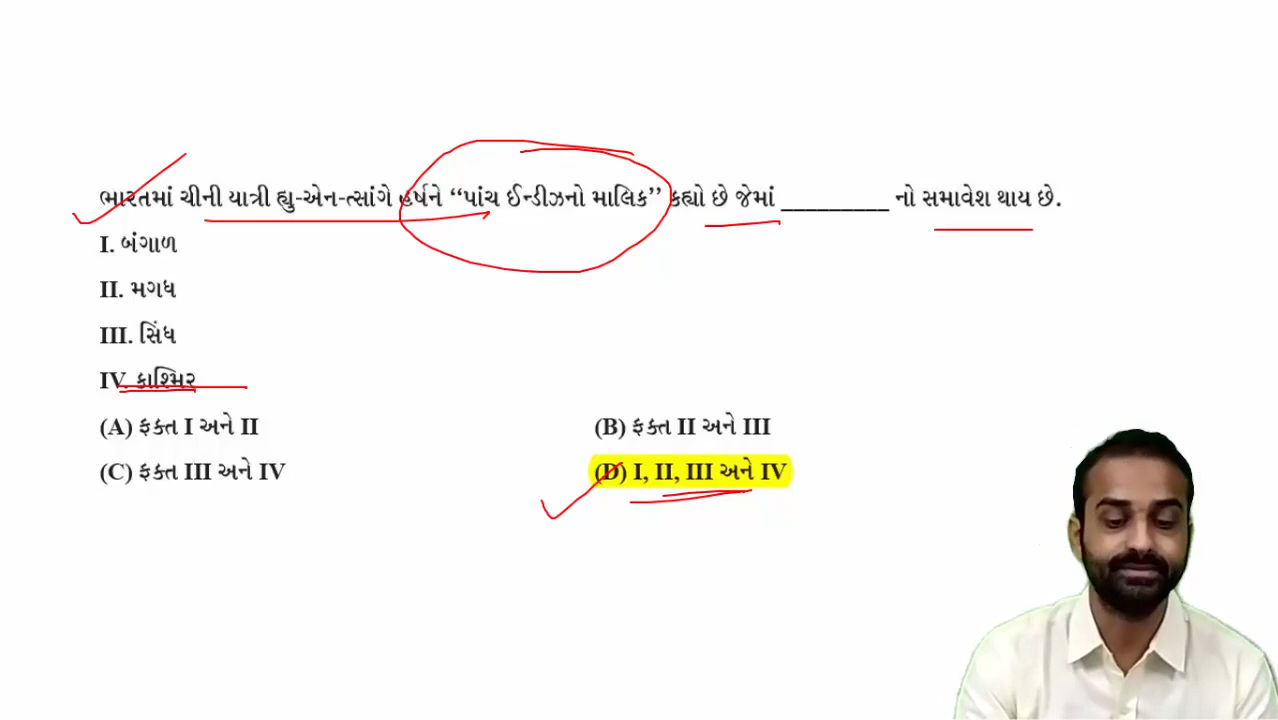 ભારતમાં ચીની યાત્રી હ્યુ-એન-ત્સાંગે હર્ષને “પાંચ ઈન્ડીઝનો માલિક” કહ્યો છે જેમાં __________ નો સમાવેશ થાય છે.
I. બંગાળ
II. મગધ
III. સિંધ
IV. કાશ્મિર
(A) ફક્ત I અને II
(B) ફક્ત II અને III
(C) ફક્ત III અને IV
(D) I, II, III અને IV